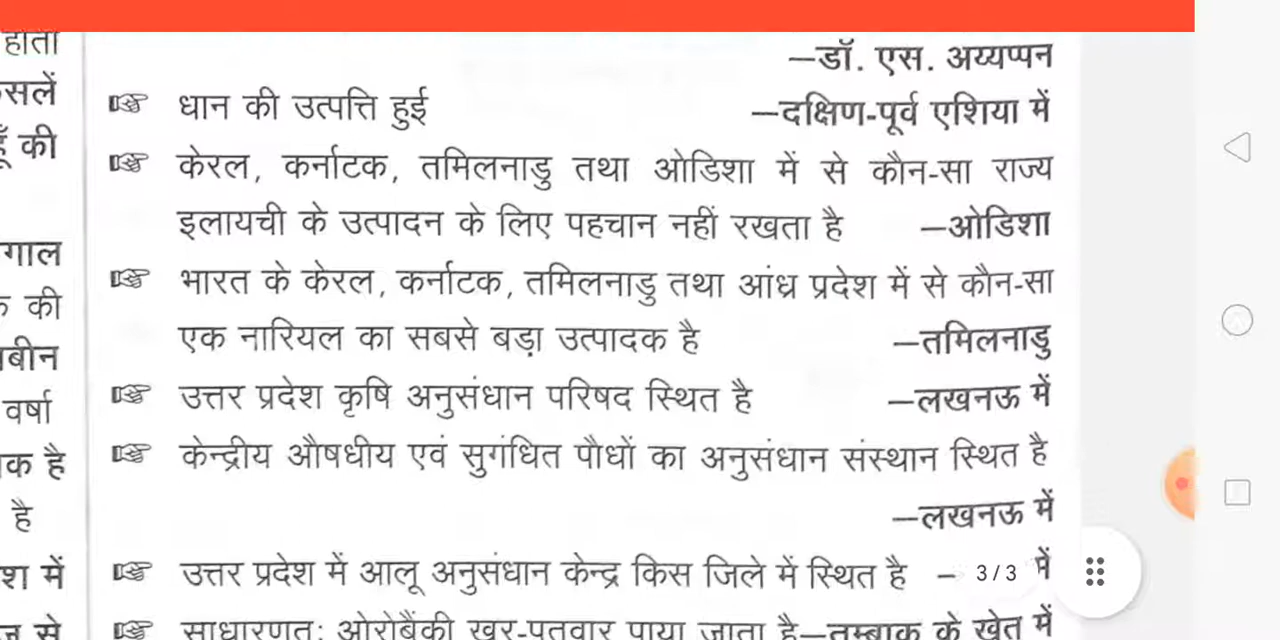 होता
सलें
की
गाल
की
बीन
वर्षा
क है
है
श में
—डॉ. एस. अय्यप्पन
धान की उत्पत्ति हुई —दक्षिण-पूर्व एशिया में
केरल, कर्नाटक, तमिलनाडु तथा ओडिशा में से कौन-सा राज्य
इलायची के उत्पादन के लिए पहचान नहीं रखता है —ओडिशा
भारत के केरल, कर्नाटक, तमिलनाडु तथा आंध्र प्रदेश में से कौन-सा
एक नारियल का सबसे बड़ा उत्पादक है —तमिलनाडु
उत्तर प्रदेश कृषि अनुसंधान परिषद स्थित है —लखनऊ में
केन्द्रीय औषधीय एवं सुगंधित पौधों का अनुसंधान संस्थान स्थित है
—लखनऊ में
उत्तर प्रदेश में आलू अनुसंधान केन्द्र किस जिले में स्थित है – में
3/3
साधारणत: ओरोबैंकी खर-पतवार पाया जाता है—तम्बाकू के खेत में